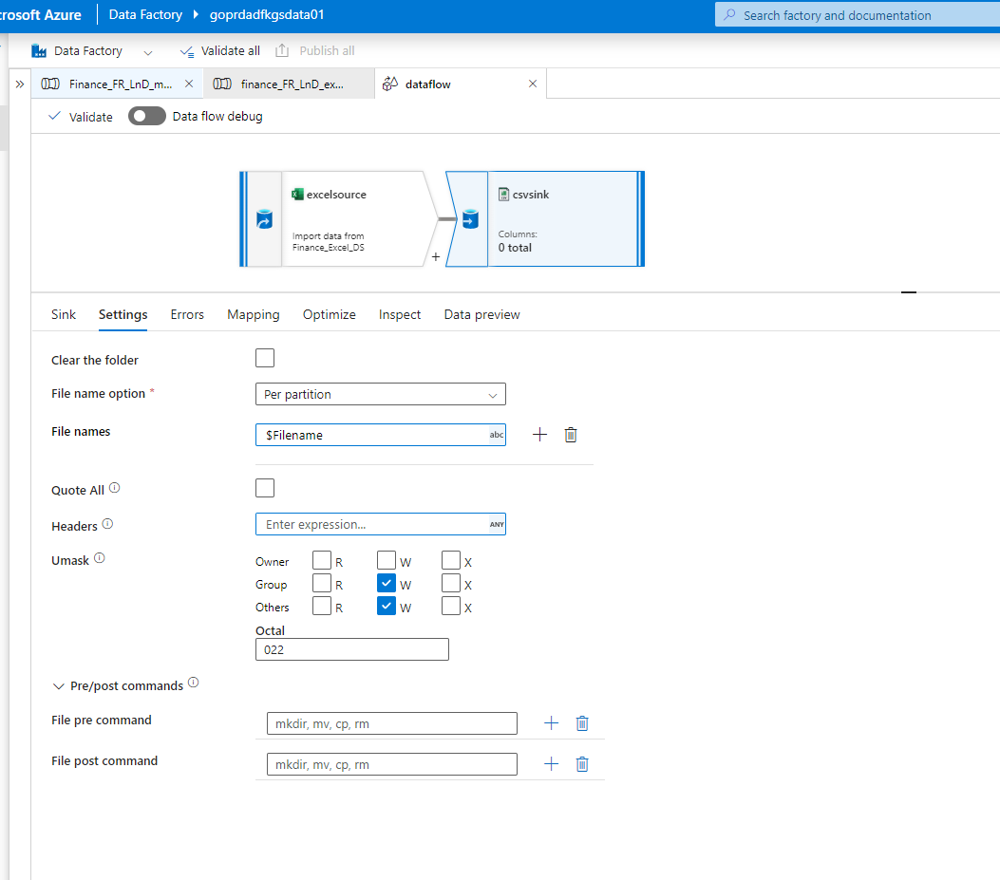 rosoft Azure
Data Factory
goprdadfkgsdata01
Search factory and documentation
Data Factory
Validate all
Publish all
Finance_FR_LnD_m...
finance_FR_LnD_ex...
dataflow
Validate
Data flow debug
excelsource
Import data from
Finance_Excel_DS
+
csvsink
Columns:
0 total
Sink
Settings
Errors
Mapping
Optimize
Inspect
Data preview
Clear the folder
File name option *
Per partition
File names
$Filename
abc
Quote All
Headers
Enter expression...
ANY
Umask
Owner R W X
Group R W X
Others R W X
Octal
022
Pre/post commands
File pre command
mkdir, mv, cp, rm
File post command
mkdir, mv, cp, rm